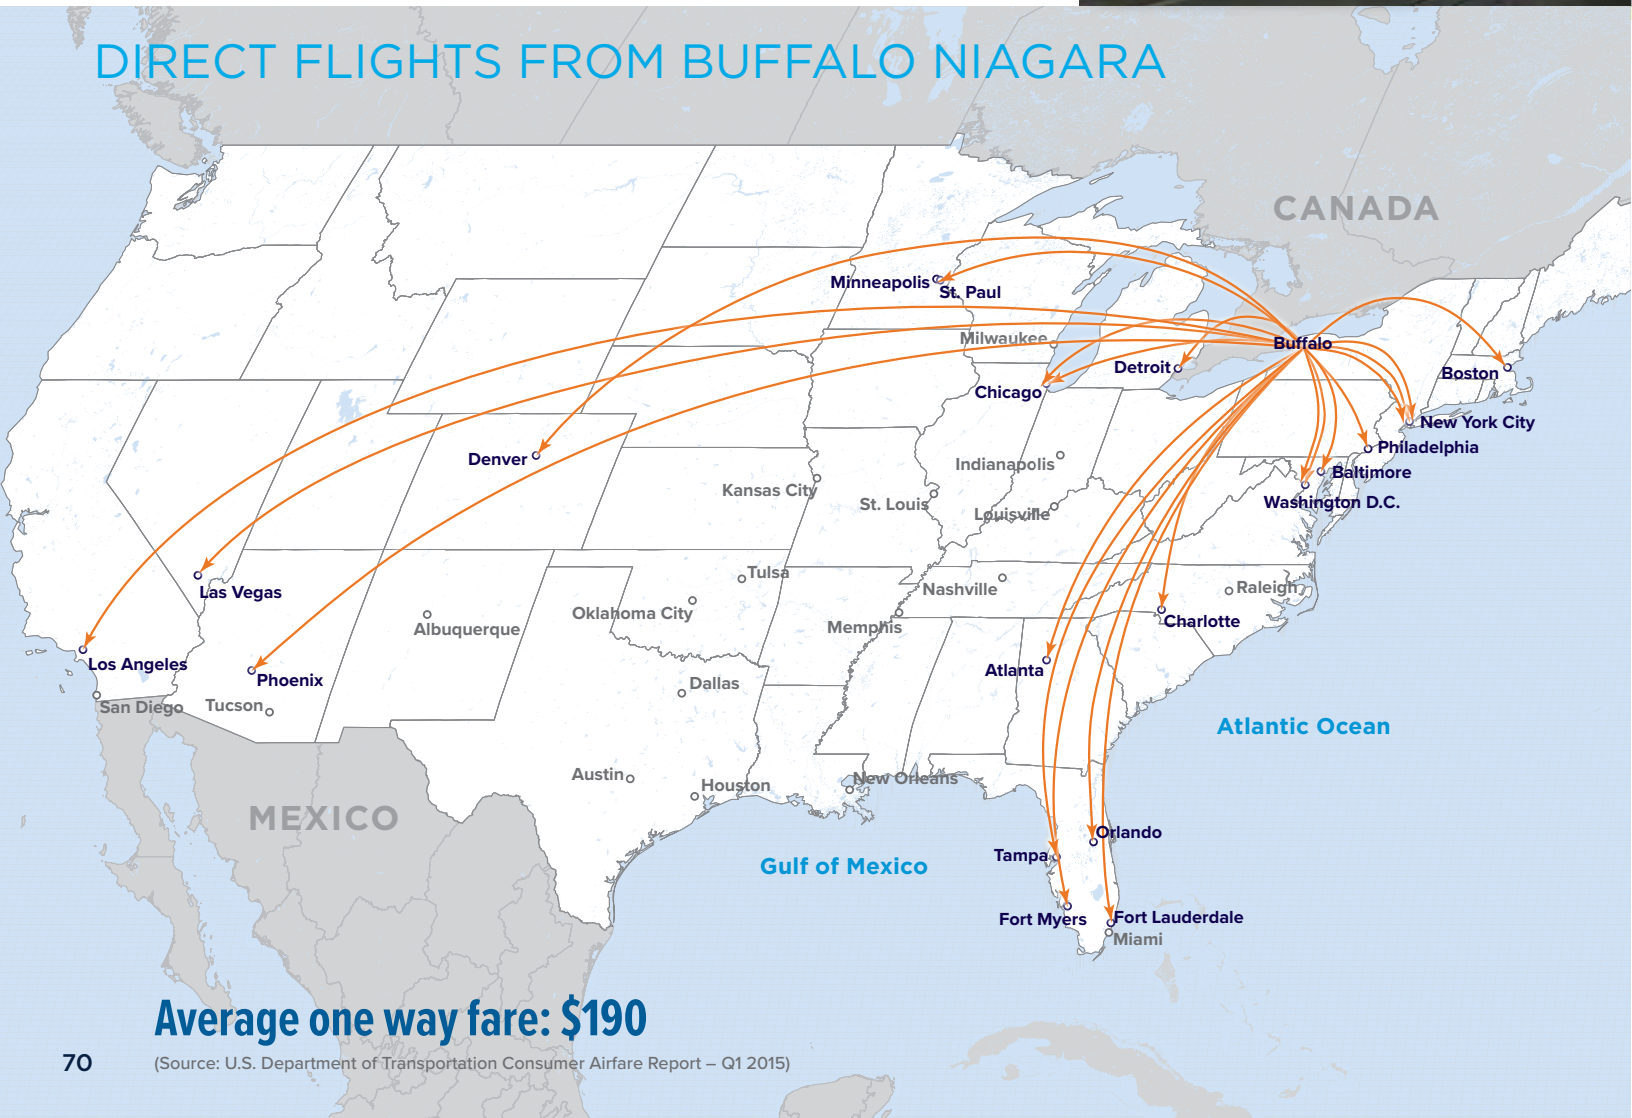 DIRECT FLIGHTS FROM BUFFALO NIAGARA
CANADA
Minneapolis
St. Paul
Milwaukee
Buffalo
Detroit
Boston
Chicago
New York City
Philadelphia
Denver
Indianapolis
Baltimore
Kansas City
St. Louis
Washington D.C.
Louisville
Tulsa
Nashville
Raleigh
Las Vegas
Oklahoma City
Charlotte
Albuquerque
Memphis
Los Angeles
Atlanta
Phoenix
Dallas
San Diego
Tucson
Atlantic Ocean
Austin
Houston
New Orleans
MEXICO
Orlando
Tampa
Gulf of Mexico
Fort Myers
Fort Lauderdale
Miami
Average one way fare: $190
70
(Source: U.S. Department of Transportation Consumer Airfare Report – Q1 2015)